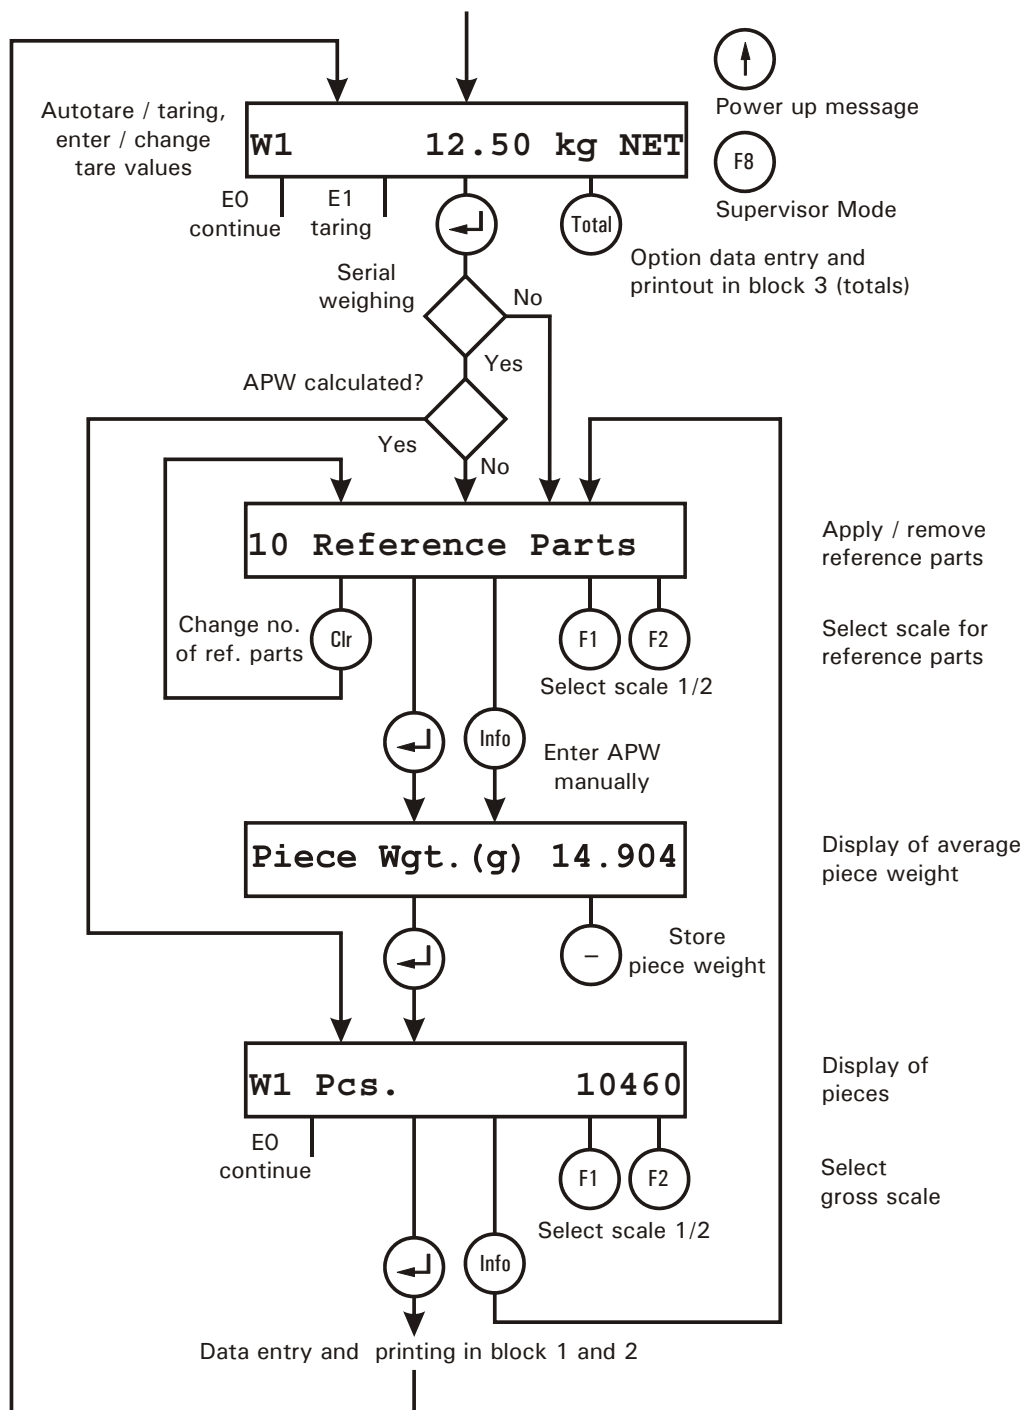 Power up message
Autotare / taring,
enter / change
tare values
W1 12.50 kg NET
F8
Supervisor Mode
E0
continue
E1
taring
Total
Option data entry and
printout in block 3 (totals)
Serial
weighing
No
Yes
APW calculated?
Yes
No
10 Reference Parts
Apply / remove
reference parts
Change no.
of ref. parts
Clr
F1
F2
Select scale 1/2
Select scale for
reference parts
Info
Enter APW
manually
Piece Wgt.(g) 14.904
Display of average
piece weight
–
Store
piece weight
W1 Pcs. 10460
Display of
pieces
E0
continue
F1
F2
Select scale 1/2
Select
gross scale
Info
Data entry and printing in block 1 and 2